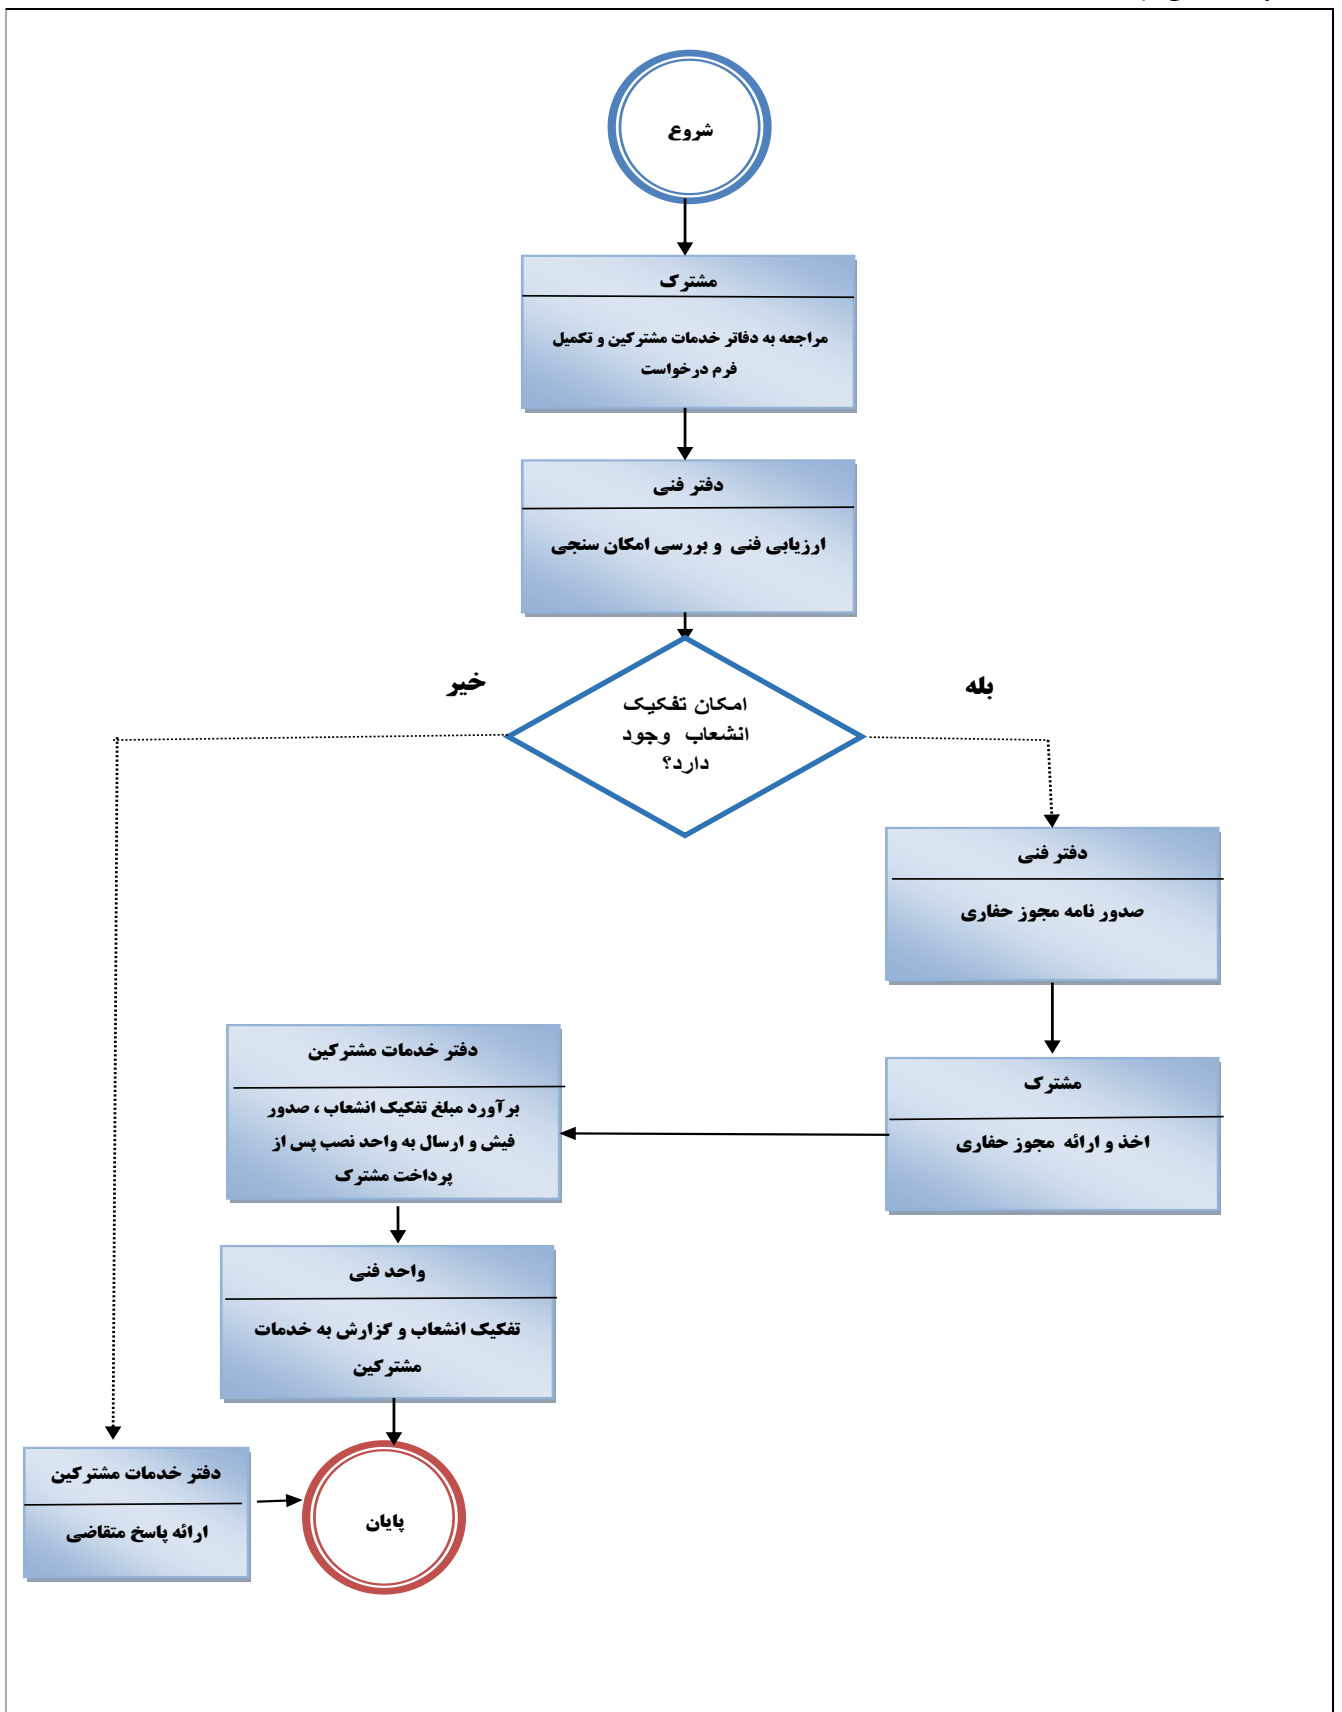 شروع
مشترک
مراجعه به دفاتر خدمات مشترکین و تکمیل
فرم درخواست
دفتر فنی
ارزیابی فنی و بررسی امکان سنجی
خیر
بله
امکان تفکیک
انشعاب وجود
دارد؟
دفتر فنی
صدور نامه مجوز حفاری
مشترک
اخذ و ارائه مجوز حفاری
دفتر خدمات مشترکین
برآورد مبلغ تفکیک انشعاب ، صدور
فیش و ارسال به واحد نصب پس از
پرداخت مشترک
واحد فنی
تفکیک انشعاب و گزارش به خدمات
مشترکین
دفتر خدمات مشترکین
ارائه پاسخ متقاضی
پایان